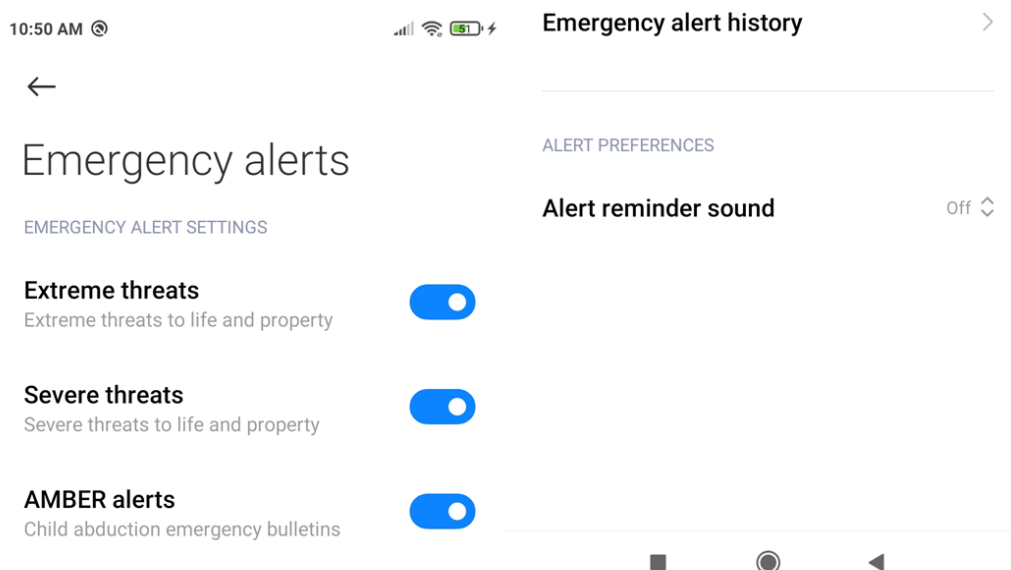 10:50 AM
51
Emergency alerts
EMERGENCY ALERT SETTINGS
Extreme threats
Extreme threats to life and property
Severe threats
Severe threats to life and property
AMBER alerts
Child abduction emergency bulletins
Emergency alert history
ALERT PREFERENCES
Alert reminder sound
Off